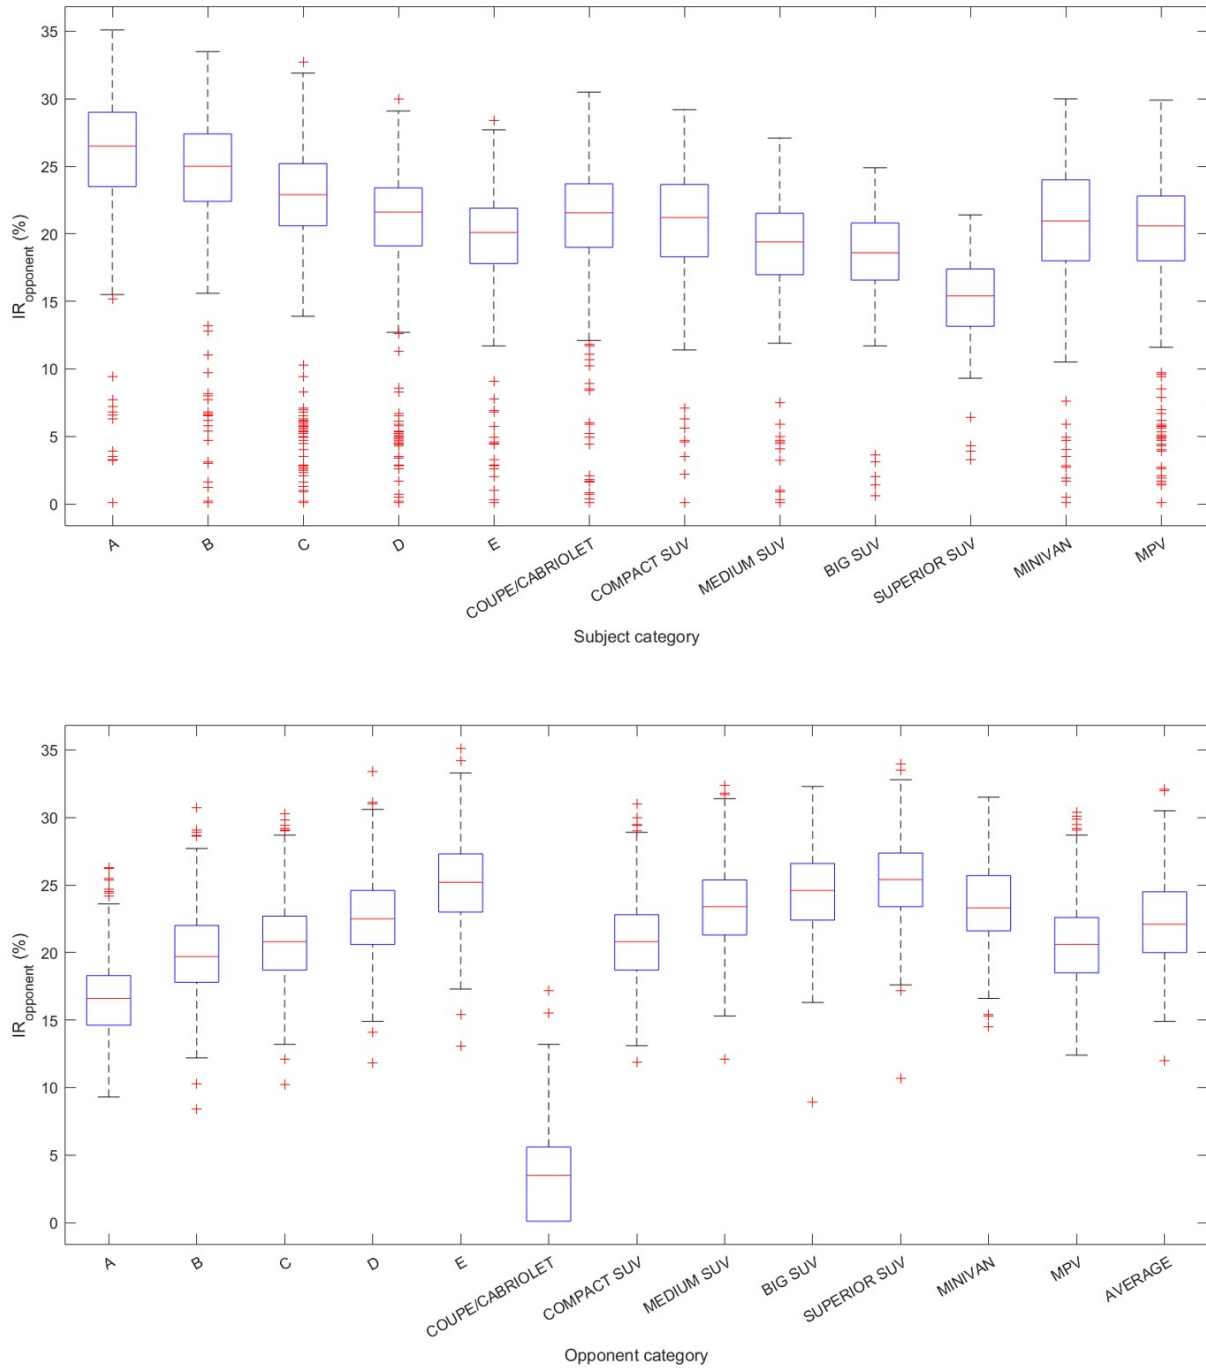 35
30
25
20
15
10
5
0
IR_opponent (%)
A
B
C
D
E
COUPE/CABRIOLET
COMPACT SUV
MEDIUM SUV
BIG SUV
SUPERIOR SUV
MINIVAN
MPV
Subject category
35
30
25
20
15
10
5
0
IR_opponent (%)
A
B
C
D
E
COUPE/CABRIOLET
COMPACT SUV
MEDIUM SUV
BIG SUV
SUPERIOR SUV
MINIVAN
MPV
AVERAGE
Opponent category